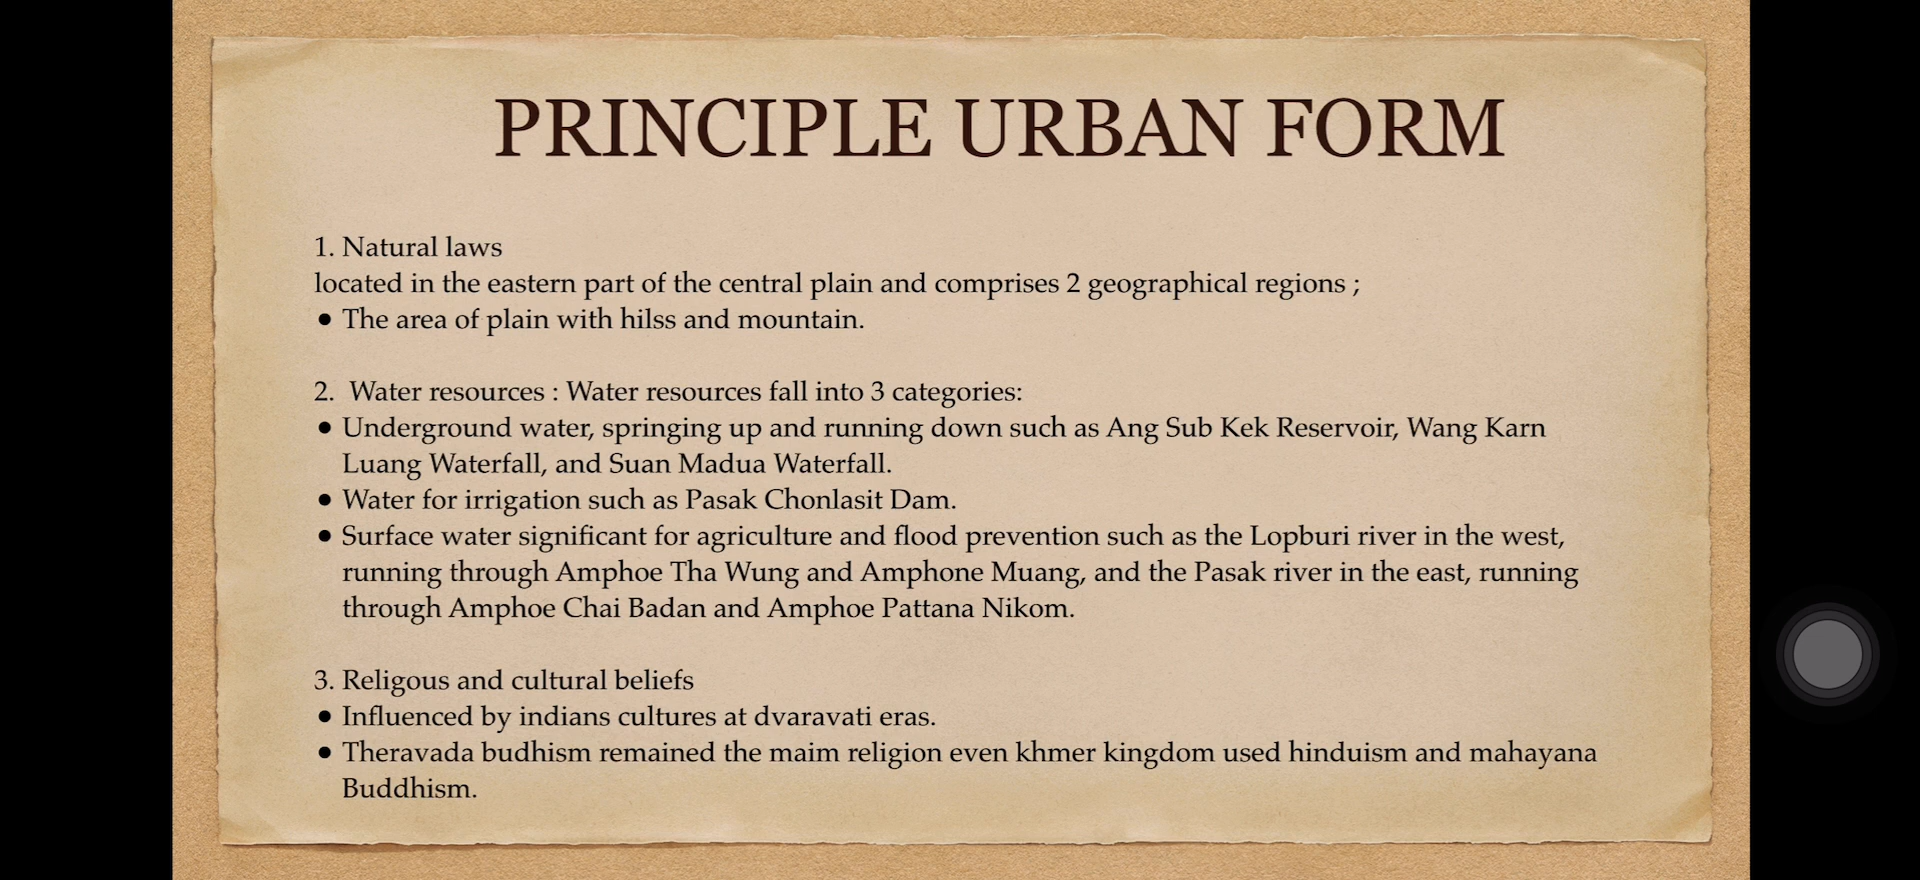 PRINCIPLE URBAN FORM
1. Natural laws
located in the eastern part of the central plain and comprises 2 geographical regions ;
• The area of plain with hilss and mountain.
2.  Water resources : Water resources fall into 3 categories:
• Underground water, springing up and running down such as Ang Sub Kek Reservoir, Wang Karn
Luang Waterfall, and Suan Madua Waterfall.
• Water for irrigation such as Pasak Chonlasit Dam.
• Surface water significant for agriculture and flood prevention such as the Lopburi river in the west,
running through Amphoe Tha Wung and Amphone Muang, and the Pasak river in the east, running
through Amphoe Chai Badan and Amphoe Pattana Nikom.
3. Religous and cultural beliefs
• Influenced by indians cultures at dvaravati eras.
• Theravada budhism remained the maim religion even khmer kingdom used hinduism and mahayana
Buddhism.